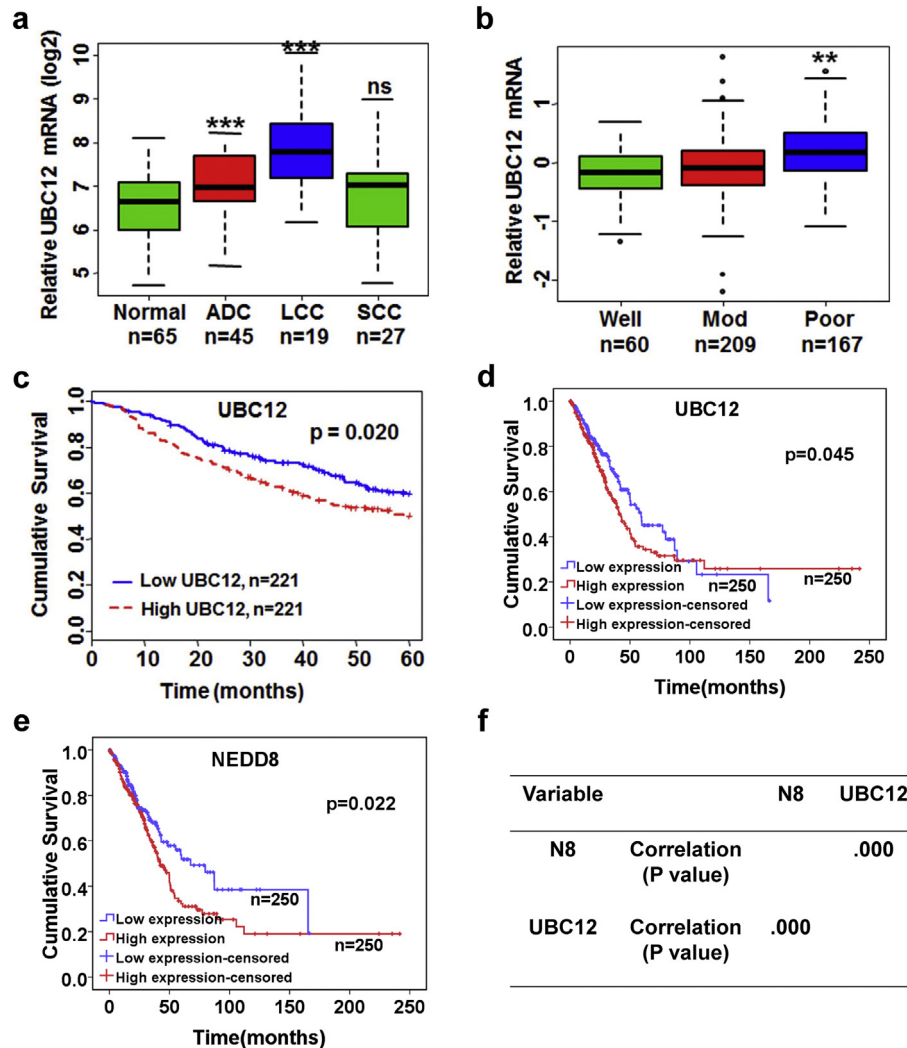 a
Relative UBC12 mRNA (log2)
10
9
8
7
6
5
***
***
ns
Normal ADC LCC SCC
n=65 n=45 n=19 n=27
b
Relative UBC12 mRNA
1
0
-1
-2
**
Well Mod Poor
n=60 n=209 n=167
c
UBC12
p = 0.020
Cumulative Survival
1.0
0.8
0.6
0.4
0.2
0.0
Low UBC12, n=221
High UBC12, n=221
0 10 20 30 40 50 60
Time (months)
d
UBC12
p=0.045
Cumulative Survival
1.0
0.8
0.6
0.4
0.2
0.0
Low expression
High expression
Low expression-censored
High expression-censored
n=250
n=250
0 50 100 150 200 250
Time(months)
e
NEDD8
p=0.022
Cumulative Survival
1.0
0.8
0.6
0.4
0.2
0.0
n=250
n=250
Low expression
High expression
Low expression-censored
High expression-censored
0 50 100 150 200 250
Time(months)
f
Variable N8 UBC12
N8 Correlation .000
(P value)
UBC12 Correlation .000
(P value)